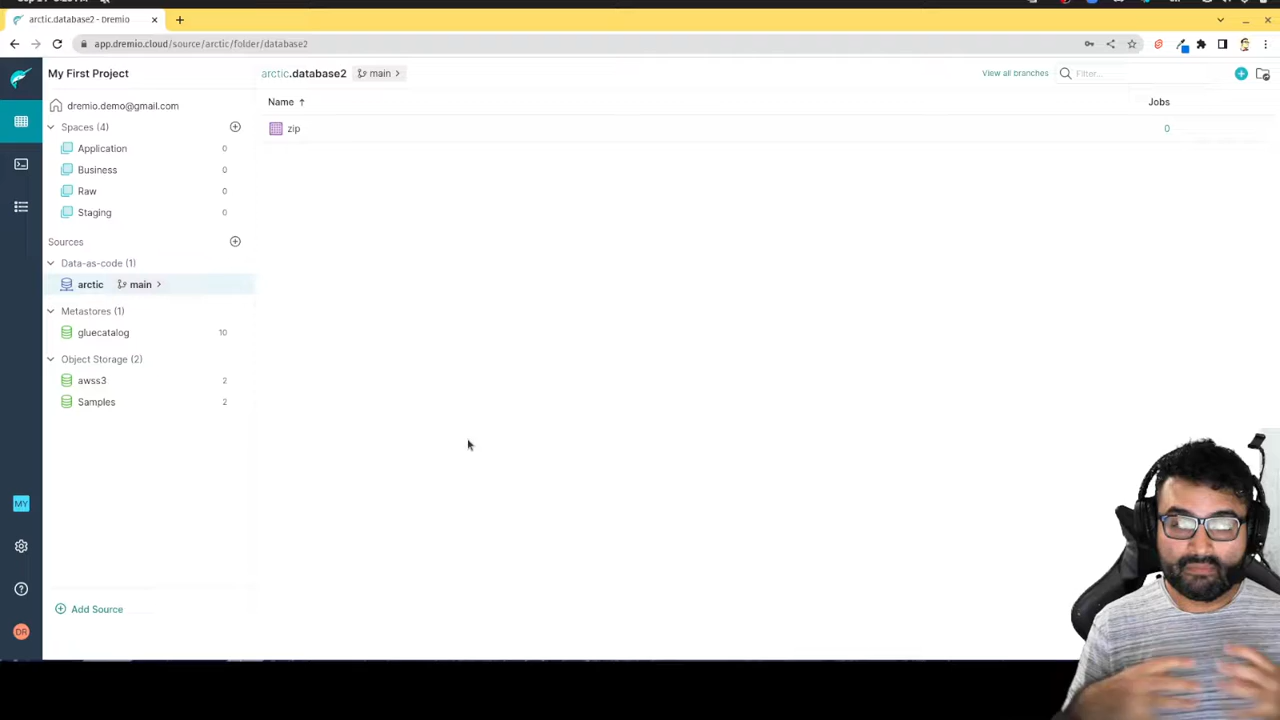 arctic.database2 - Dremio
app.dremio.cloud/source/arctic/folder/database2
My First Project
arctic.database2
main
View all branches
Filter...
dremio.demo@gmail.com
Name
Jobs
Spaces (4)
zip
0
Application 0
Business 0
Raw 0
Staging 0
Sources
Data-as-code (1)
arctic main
Metastores (1)
gluecatalog 10
Object Storage (2)
awss3 2
Samples 2
MY
Add Source
DR